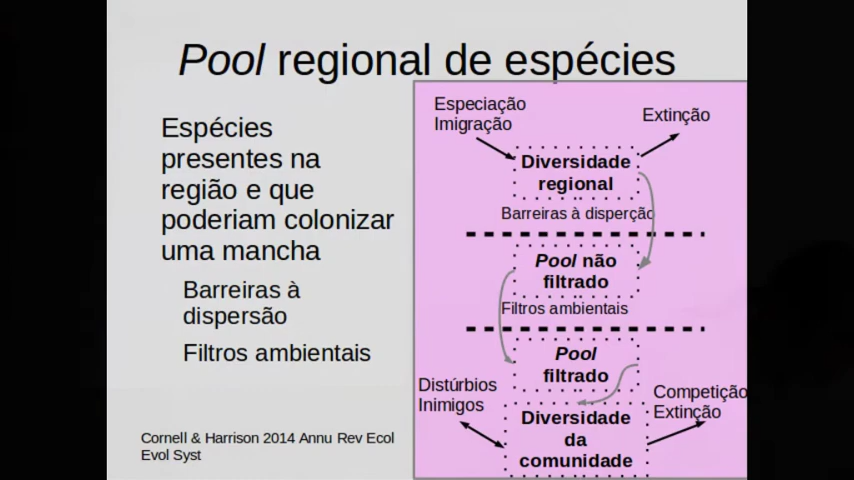 Pool regional de espécies
Espécies
presentes na
região e que
poderiam colonizar
uma mancha
Barreiras à
dispersão
Filtros ambientais
Cornell & Harrison 2014 Annu Rev Ecol
Evol Syst
Especiação
Imigração
Extinção
Diversidade
regional
Barreiras à disperção
Pool não
filtrado
Filtros ambientais
Pool
filtrado
Distúrbios
Inimigos
Competição
Extinção
Diversidade
da
comunidade